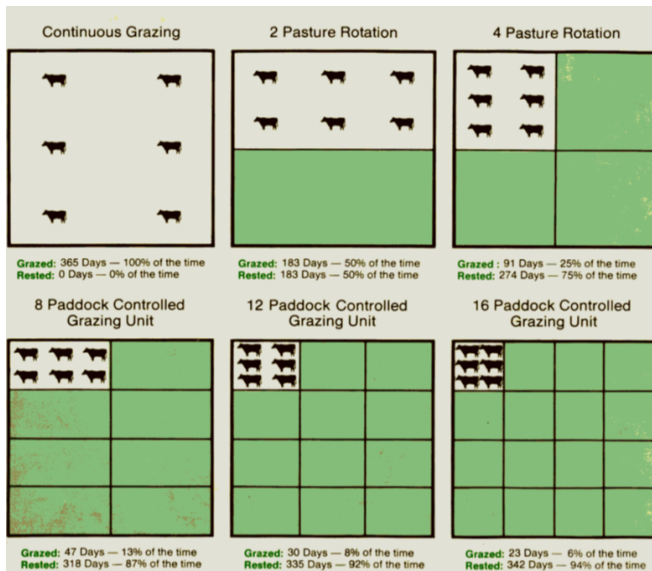 Continuous Grazing
2 Pasture Rotation
4 Pasture Rotation
Grazed: 365 Days — 100% of the time
Rested: 0 Days — 0% of the time
Grazed: 183 Days — 50% of the time
Rested: 183 Days — 50% of the time
Grazed : 91 Days — 25% of the time
Rested: 274 Days — 75% of the time
8 Paddock Controlled
Grazing Unit
12 Paddock Controlled
Grazing Unit
16 Paddock Controlled
Grazing Unit
Grazed: 47 Days — 13% of the time
Rested: 318 Days — 87% of the time
Grazed: 30 Days — 8% of the time
Rested: 335 Days — 92% of the time
Grazed: 23 Days — 6% of the time
Rested: 342 Days — 94% of the time